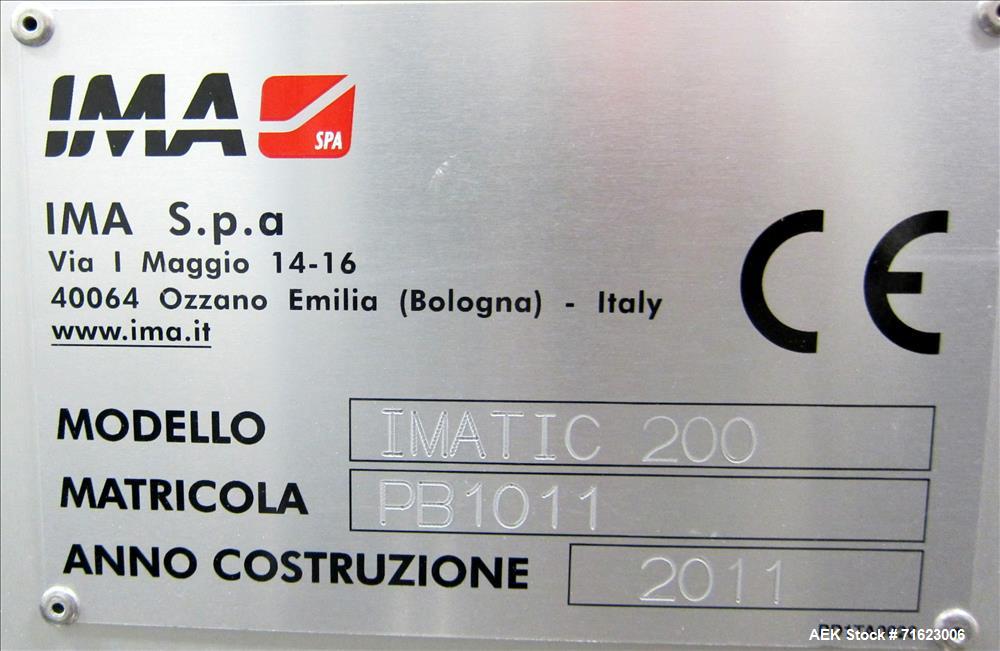 IMA SPA
IMA S.p.a
Via I Maggio 14-16
40064 Ozzano Emilia (Bologna) - Italy
www.ima.it
CE
MODELLO IMATIC 200
MATRICOLA PB1011
ANNO COSTRUZIONE 2011
AEK Stock #71623006